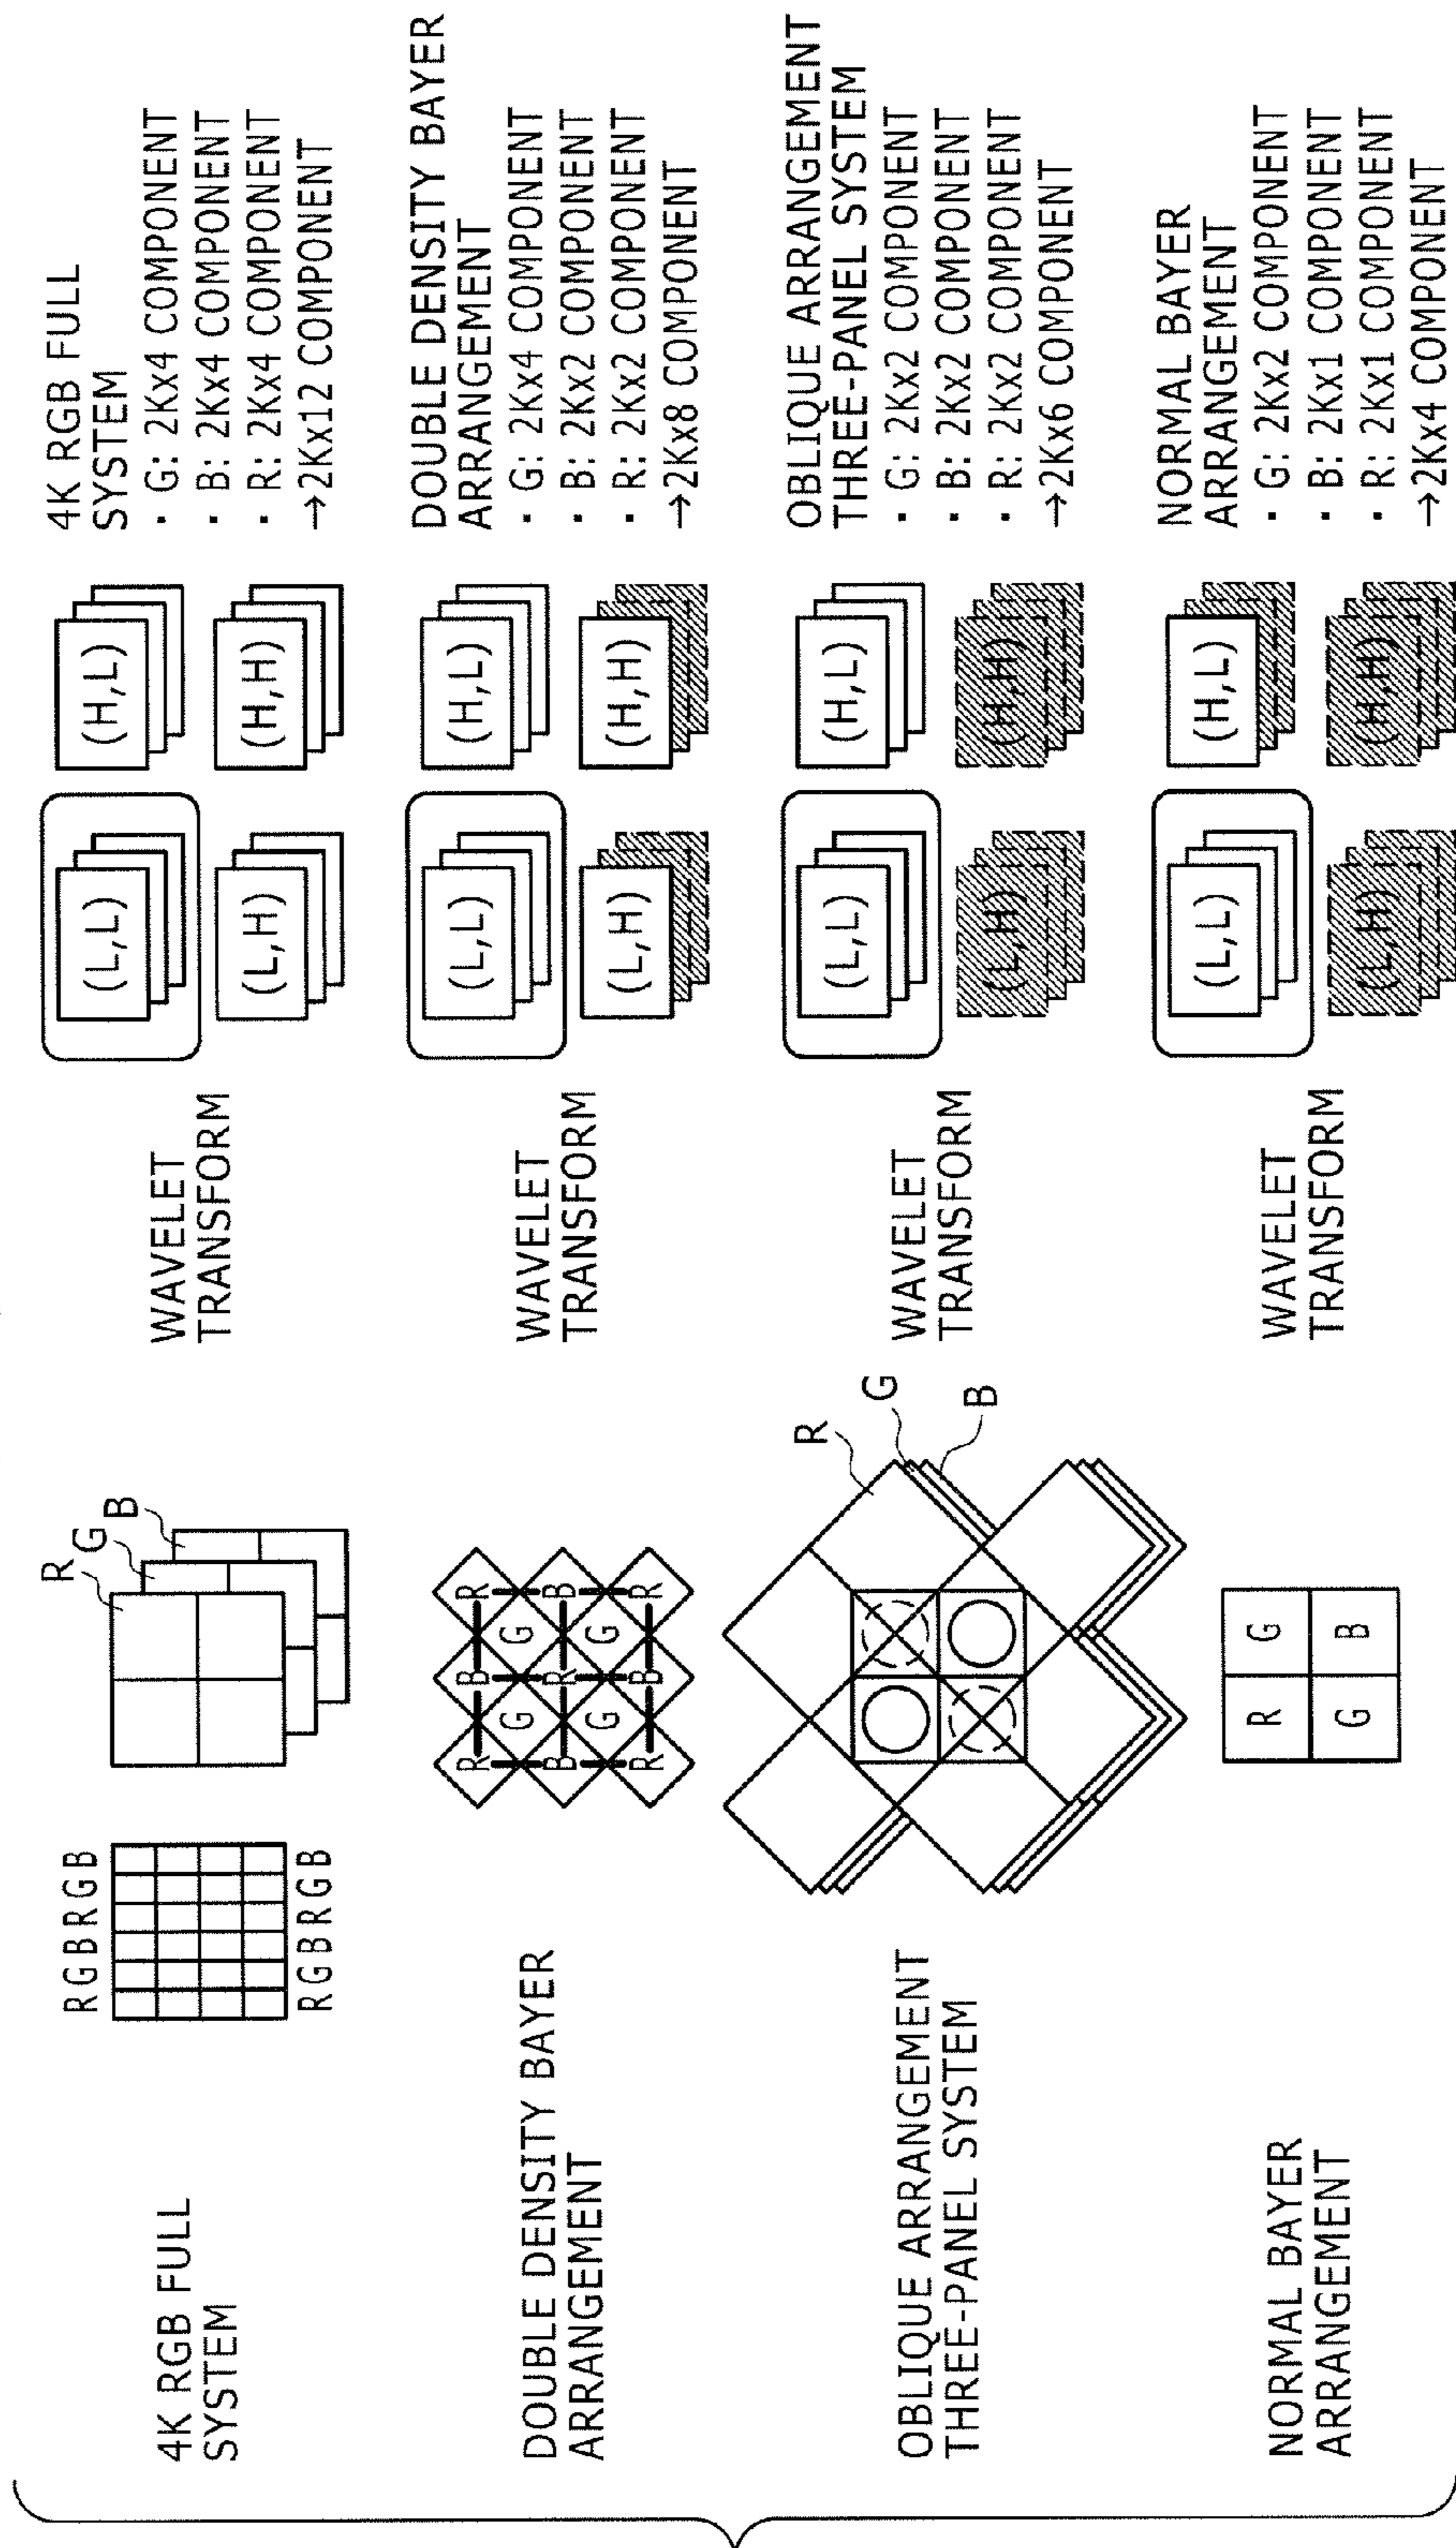 4K RGB FULL
SYSTEM
RGBRGB
RGBRGB
R
G
B
WAVELET
TRANSFORM
(L,L)
(H,L)
(L,H)
(H,H)
4K RGB FULL
SYSTEM
· G: 2Kx4 COMPONENT
· B: 2Kx4 COMPONENT
· R: 2Kx4 COMPONENT
→2Kx12 COMPONENT
DOUBLE DENSITY BAYER
ARRANGEMENT
R B R
G G
B R B
G G
R B R
WAVELET
TRANSFORM
(L,L)
(H,L)
(L,H)
(H,H)
DOUBLE DENSITY BAYER
ARRANGEMENT
· G: 2Kx4 COMPONENT
· B: 2Kx2 COMPONENT
· R: 2Kx2 COMPONENT
→2Kx8 COMPONENT
OBLIQUE ARRANGEMENT
THREE-PANEL SYSTEM
R
G
B
WAVELET
TRANSFORM
(L,L)
(H,L)
(L,H)
(H,H)
OBLIQUE ARRANGEMENT
THREE-PANEL SYSTEM
· G: 2Kx2 COMPONENT
· B: 2Kx2 COMPONENT
· R: 2Kx2 COMPONENT
→2Kx6 COMPONENT
NORMAL BAYER
ARRANGEMENT
R G
G B
WAVELET
TRANSFORM
(L,L)
(H,L)
(L,H)
(H,H)
NORMAL BAYER
ARRANGEMENT
· G: 2Kx2 COMPONENT
· B: 2Kx1 COMPONENT
· R: 2Kx1 COMPONENT
→2Kx4 COMPONENT